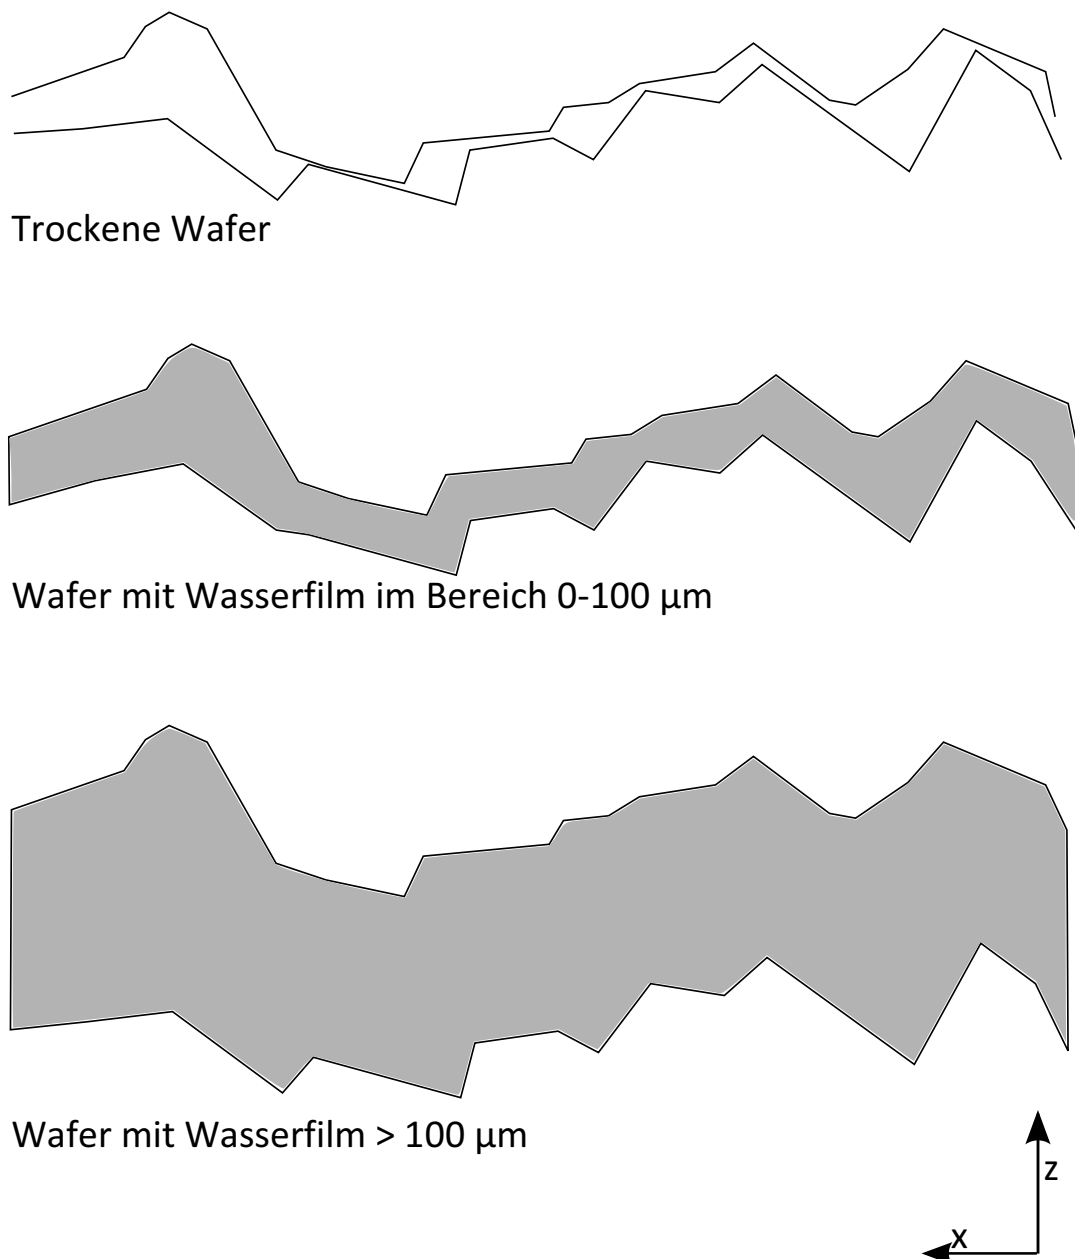 Trockene Wafer
Wafer mit Wasserfilm im Bereich 0-100 µm
Wafer mit Wasserfilm > 100 µm
z
x